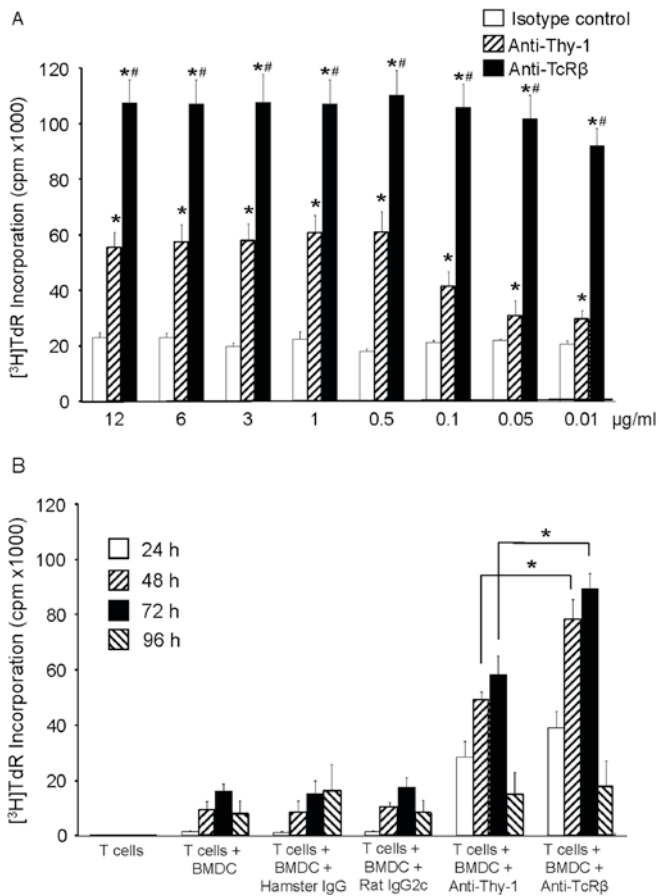 A
Isotype control
Anti-Thy-1
Anti-TcRβ
[³H]TdR Incorporation (cpm x1000)
120
100
80
60
40
20
0
*# *# *# *# *# *# *# *#
* * * * * * * *
12 6 3 1 0.5 0.1 0.05 0.01 µg/ml
B
[³H]TdR Incorporation (cpm x1000)
120
100
80
60
40
20
0
24 h
48 h
72 h
96 h
*
*
T cells
T cells +
BMDC
T cells +
BMDC +
Hamster IgG
T cells +
BMDC +
Rat IgG2c
T cells +
BMDC +
Anti-Thy-1
T cells +
BMDC +
Anti-TcRβ